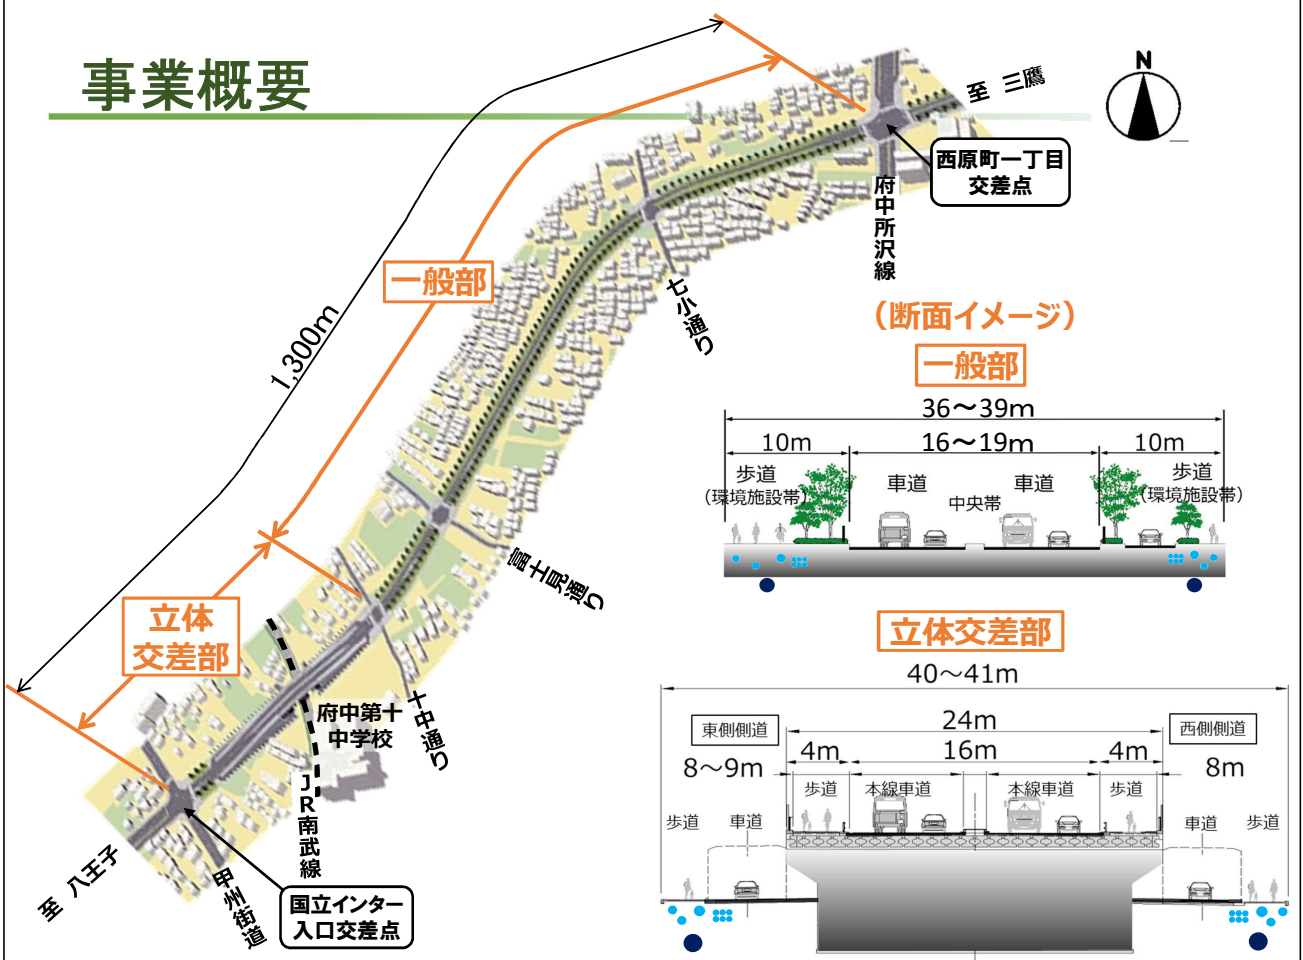 事業概要
N
至 三鷹
西原町一丁目
交差点
府中所沢線
一般部
七小通り
1,300m
（断面イメージ）
一般部
36～39m
10m
16～19m
10m
歩道
（環境施設帯）
車道
中央帯
車道
歩道
（環境施設帯）
富士見通り
立体
交差部
立体交差部
40～41m
十中通り
府中第十
中学校
東側側道
24m
西側側道
4m
16m
4m
8～9m
8m
歩道
本線車道
本線車道
歩道
歩道
車道
車道
歩道
JR南武線
至 八王子
甲州街道
国立インター
入口交差点